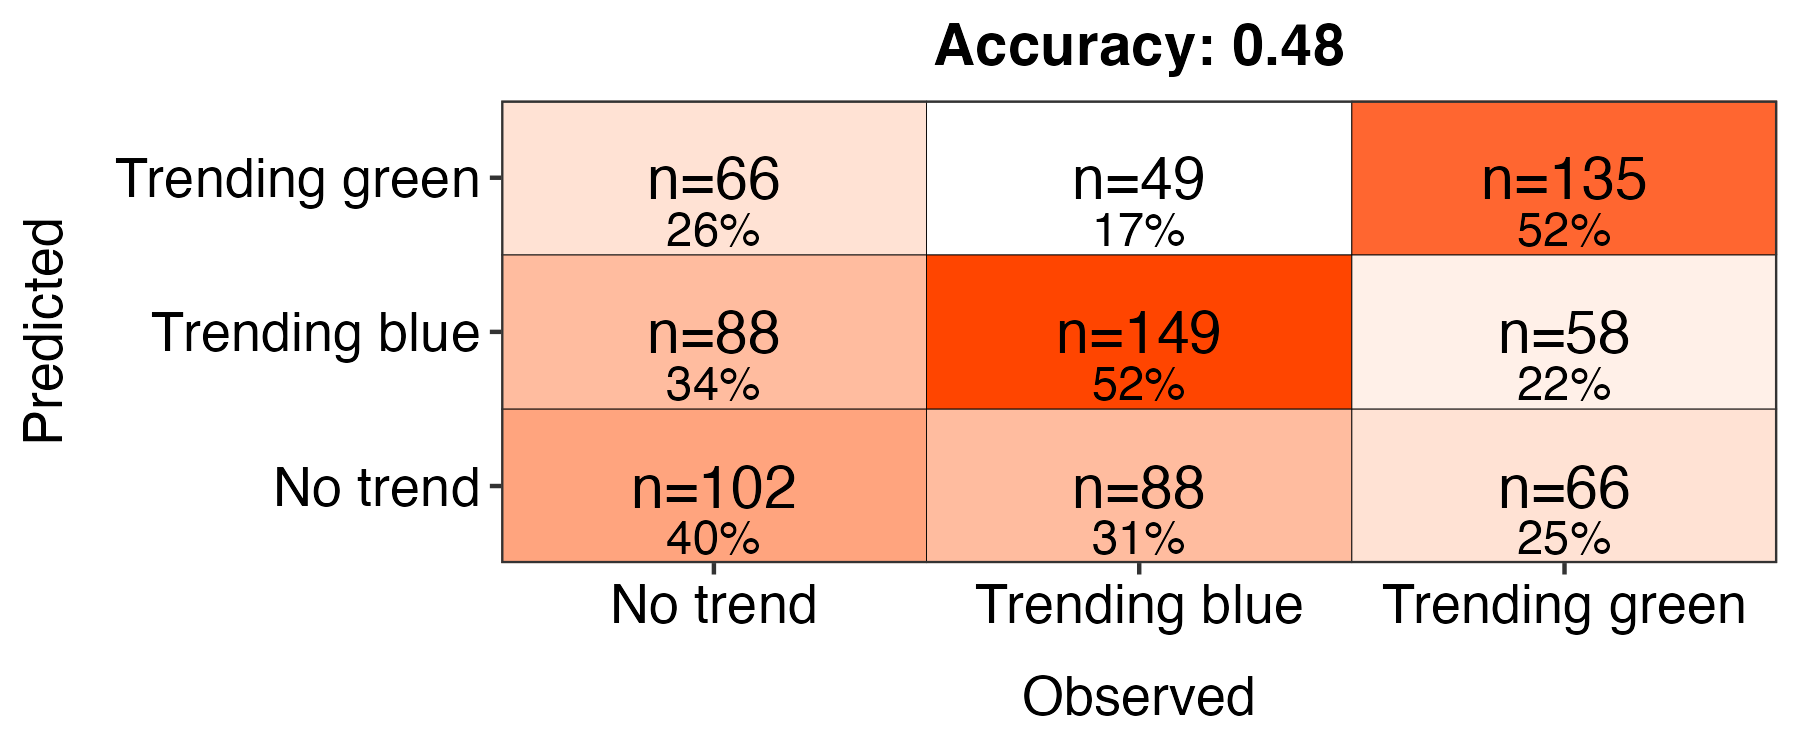 Accuracy: 0.48
Predicted
Trending green
n=66
26%
n=49
17%
n=135
52%
Trending blue
n=88
34%
n=149
52%
n=58
22%
No trend
n=102
40%
n=88
31%
n=66
25%
No trend
Trending blue
Trending green
Observed